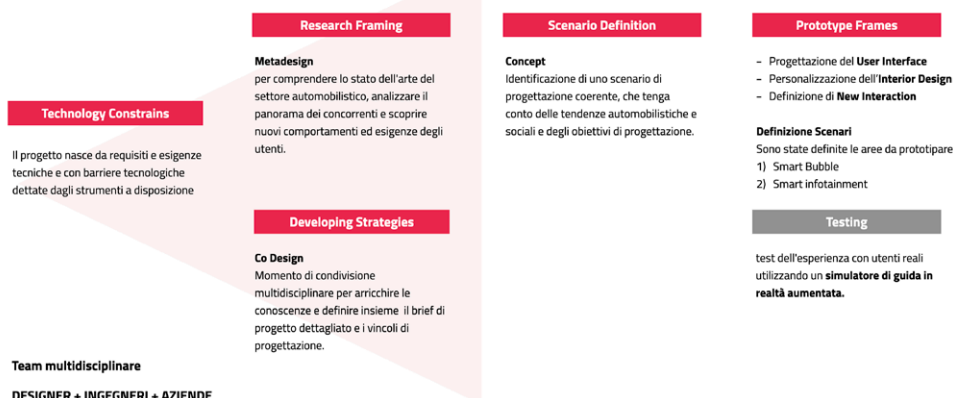 Technology Constrains
Il progetto nasce da requisiti e esigenze
tecniche e con barriere tecnologiche
dettate dagli strumenti a disposizione
Team multidisciplinare
DESIGNER + INGEGNERI + AZIENDE
Research Framing
Metadesign
per comprendere lo stato dell'arte del
settore automobilistico, analizzare il
panorama dei concorrenti e scoprire
nuovi comportamenti ed esigenze degli
utenti.
Developing Strategies
Co Design
Momento di condivisione
multidisciplinare per arricchire le
conoscenze e definire insieme il brief di
progetto dettagliato e i vincoli di
progettazione.
Scenario Definition
Concept
Identificazione di uno scenario di
progettazione coerente, che tenga
conto delle tendenze automobilistiche e
sociali e degli obiettivi di progettazione.
Prototype Frames
– Progettazione del User Interface
– Personalizzazione dell'Interior Design
– Definizione di New Interaction
Definizione Scenari
Sono state definite le aree da prototipare
1) Smart Bubble
2) Smart infotainment
Testing
test dell'esperienza con utenti reali
utilizzando un simulatore di guida in
realtà aumentata.